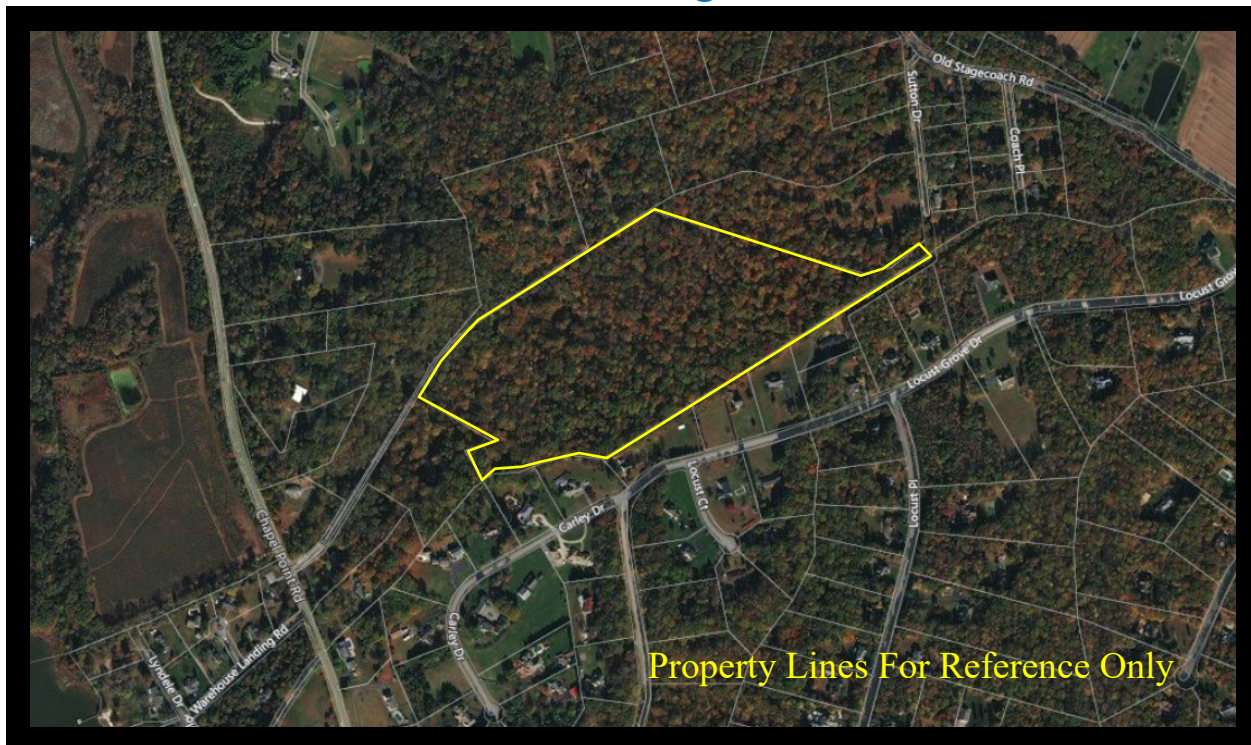 Old Stagecoach Rd
Sutton Dr
Coach Pl
Locust Grov
Locust Grove Dr
Locust Ct
Locust Pl
Carley Dr
Chapel Point Rd
Carley Dr
Lyndale Dr
d Warehouse Landing Rd
Property Lines For Reference Only